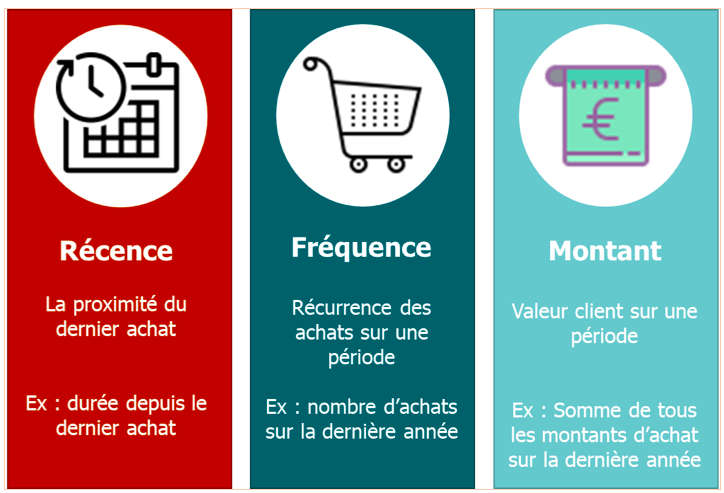 Récence
La proximité du
dernier achat
Ex : durée depuis le
dernier achat
Fréquence
Récurrence des
achats sur une
période
Ex : nombre d’achats
sur la dernière année
€
Montant
Valeur client sur une
période
Ex : Somme de tous
les montants d’achat
sur la dernière année